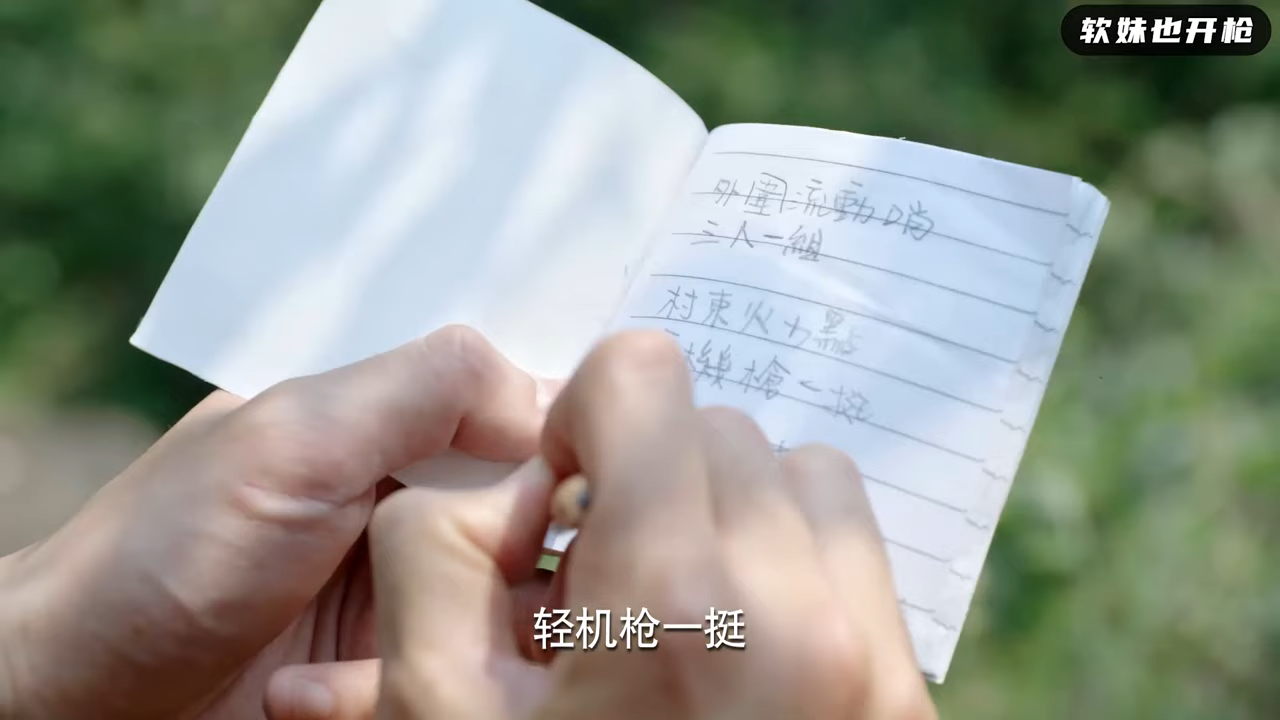 软妹也开枪
外圍流動哨
三人一組
村東火力點
機槍一挺
轻机枪一挺